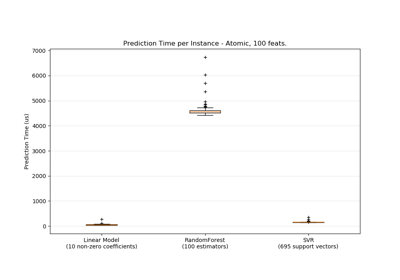 Prediction Time per Instance - Atomic, 100 feats.
7000
6000
5000
4000
3000
2000
1000
0
Prediction Time (us)
Linear Model
(10 non-zero coefficients)
RandomForest
(100 estimators)
SVR
(695 support vectors)